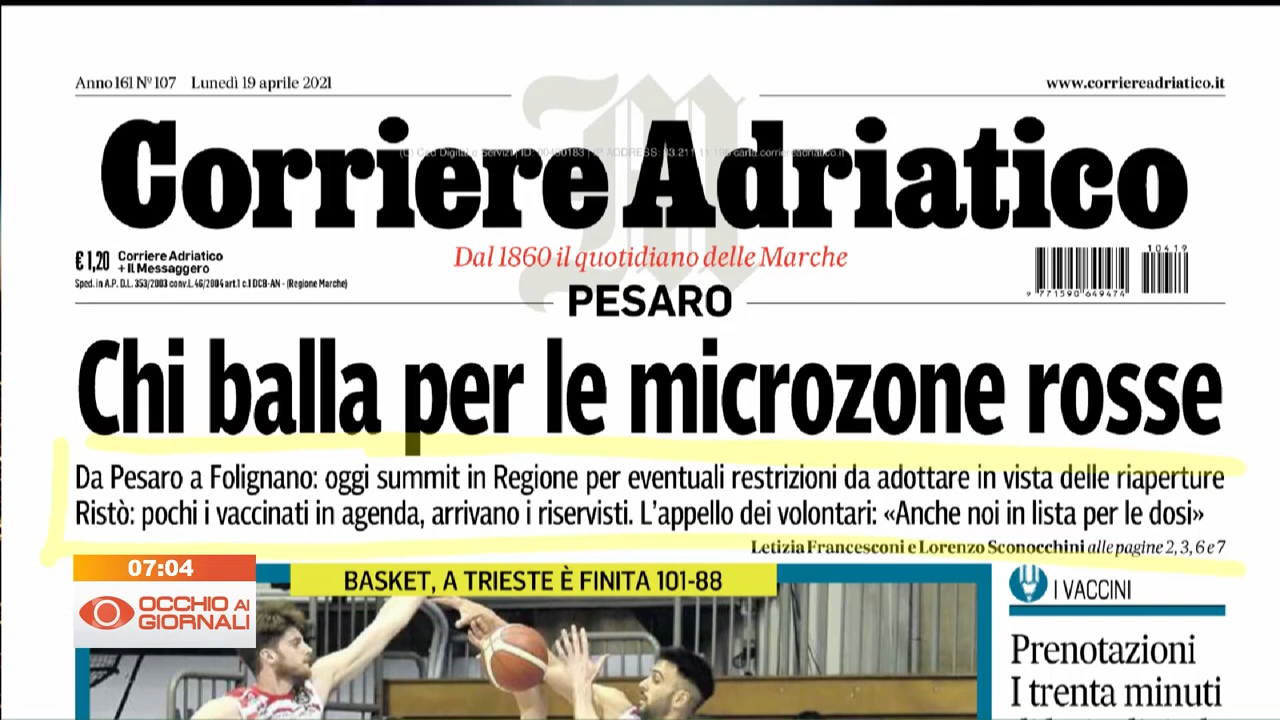 Anno 161 N° 107 Lunedì 19 aprile 2021
www.corriereadriatico.it
Corriere Adriatico
€ 1,20 Corriere Adriatico
+ Il Messaggero
Sped. in A.P. D.L. 353/2003 conv. L. 46/2004 art. 1 c.1 DCB-AN - (Regione Marche)
Dal 1860 il quotidiano delle Marche
10419
9 771590 649474
PESARO
Chi balla per le microzone rosse
Da Pesaro a Folignano: oggi summit in Regione per eventuali restrizioni da adottare in vista delle riaperture
Ristò: pochi i vaccinati in agenda, arrivano i riservisti. L'appello dei volontari: «Anche noi in lista per le dosi»
Letizia Francesconi e Lorenzo Sconocchini alle pagine 2, 3, 6 e 7
07:04
OCCHIO AI
GIORNALI
BASKET, A TRIESTE È FINITA 101-88
I VACCINI
Prenotazioni
I trenta minuti